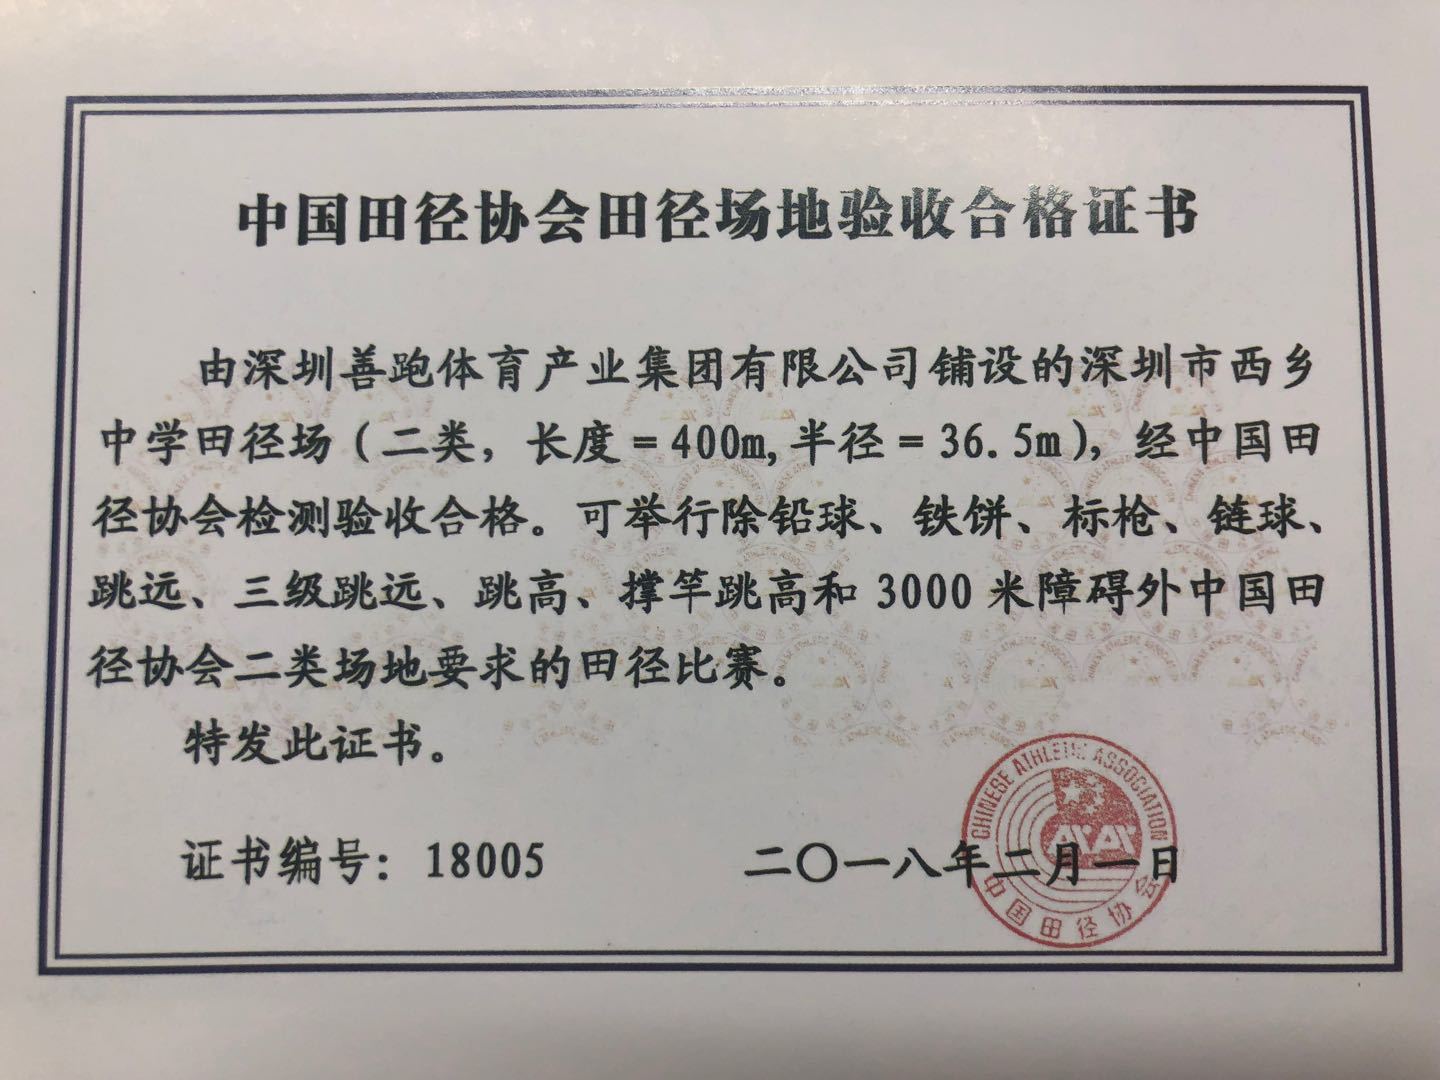 中国田径协会田径场地验收合格证书
由深圳善跑体育产业集团有限公司铺设的深圳市西乡
中学田径场（二类，长度=400m,半径=36.5m），经中国田
径协会检测验收合格。可举行除铅球、铁饼、标枪、链球、
跳远、三级跳远、跳高、撑竿跳高和 3000 米障碍外中国田
径协会二类场地要求的田径比赛。
特发此证书。
证书编号：18005
二〇一八年二月一日
CHINESE ATHLETIC ASSOCIATION
中国田径协会